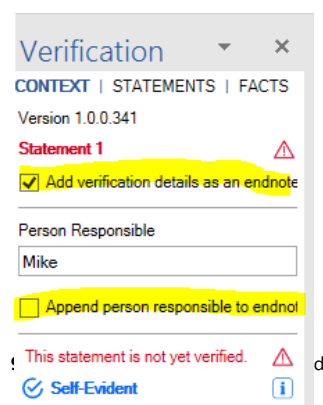 Verification
CONTEXT | STATEMENTS | FACTS
Version 1.0.0.341
Statement 1
Add verification details as an endnote
Person Responsible
Mike
Append person responsible to
This statement is not yet verified.
d
Self-Evident